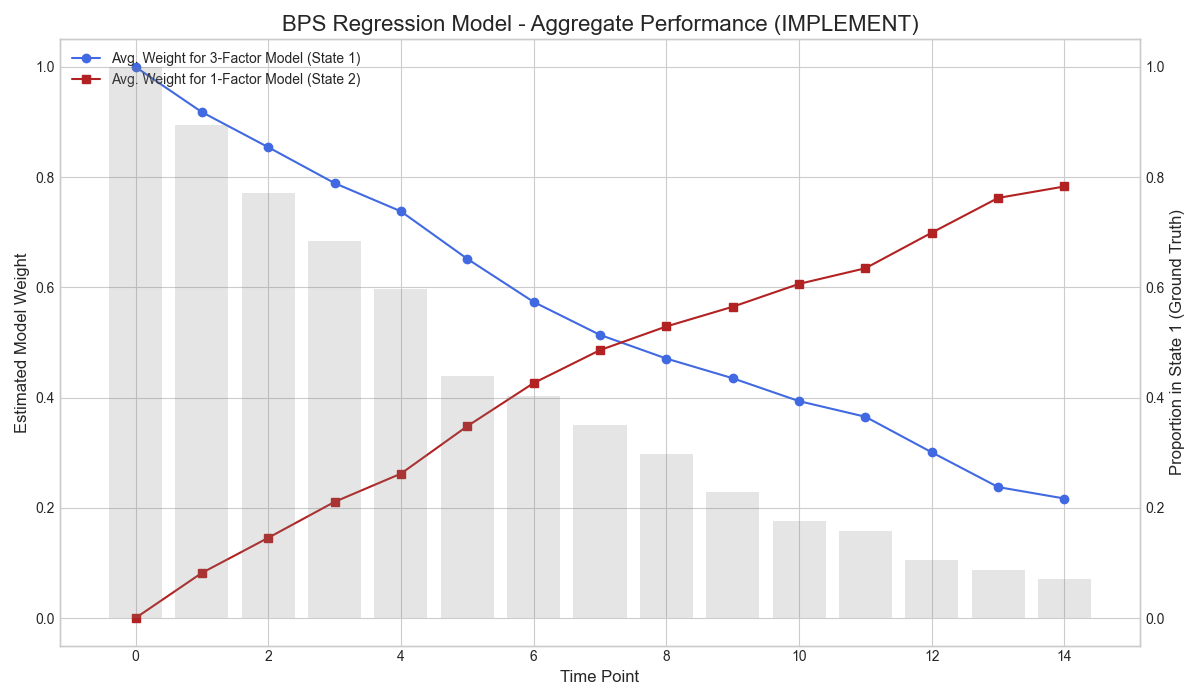 BPS Regression Model - Aggregate Performance (IMPLEMENT)
Avg. Weight for 3-Factor Model (State 1)
Avg. Weight for 1-Factor Model (State 2)
Estimated Model Weight
1.0
0.8
0.6
0.4
0.2
0.0
1.0
0.8
0.6
0.4
0.2
0.0
Proportion in State 1 (Ground Truth)
0 2 4 6 8 10 12 14
Time Point